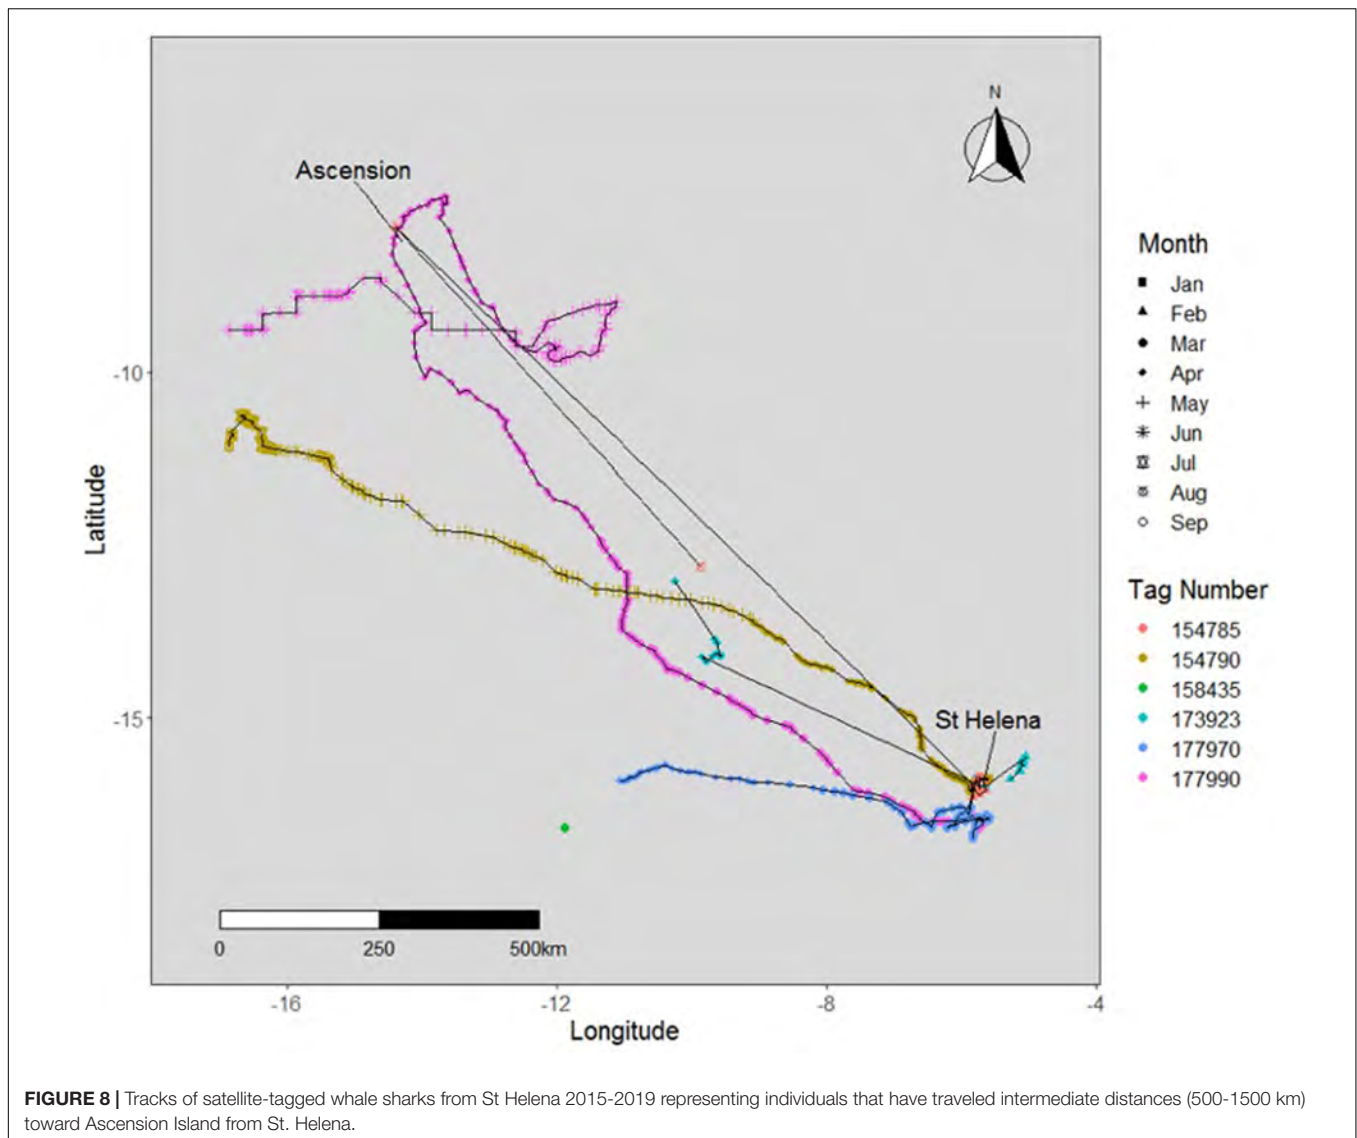 N
Ascension
St Helena
-10
-15
Latitude
0 250 500km
-16 -12 -8 -4
Longitude
Month
Jan
Feb
Mar
Apr
May
Jun
Jul
Aug
Sep
Tag Number
154785
154790
158435
173923
177970
177990
FIGURE 8 | Tracks of satellite-tagged whale sharks from St Helena 2015-2019 representing individuals that have traveled intermediate distances (500-1500 km)
toward Ascension Island from St. Helena.